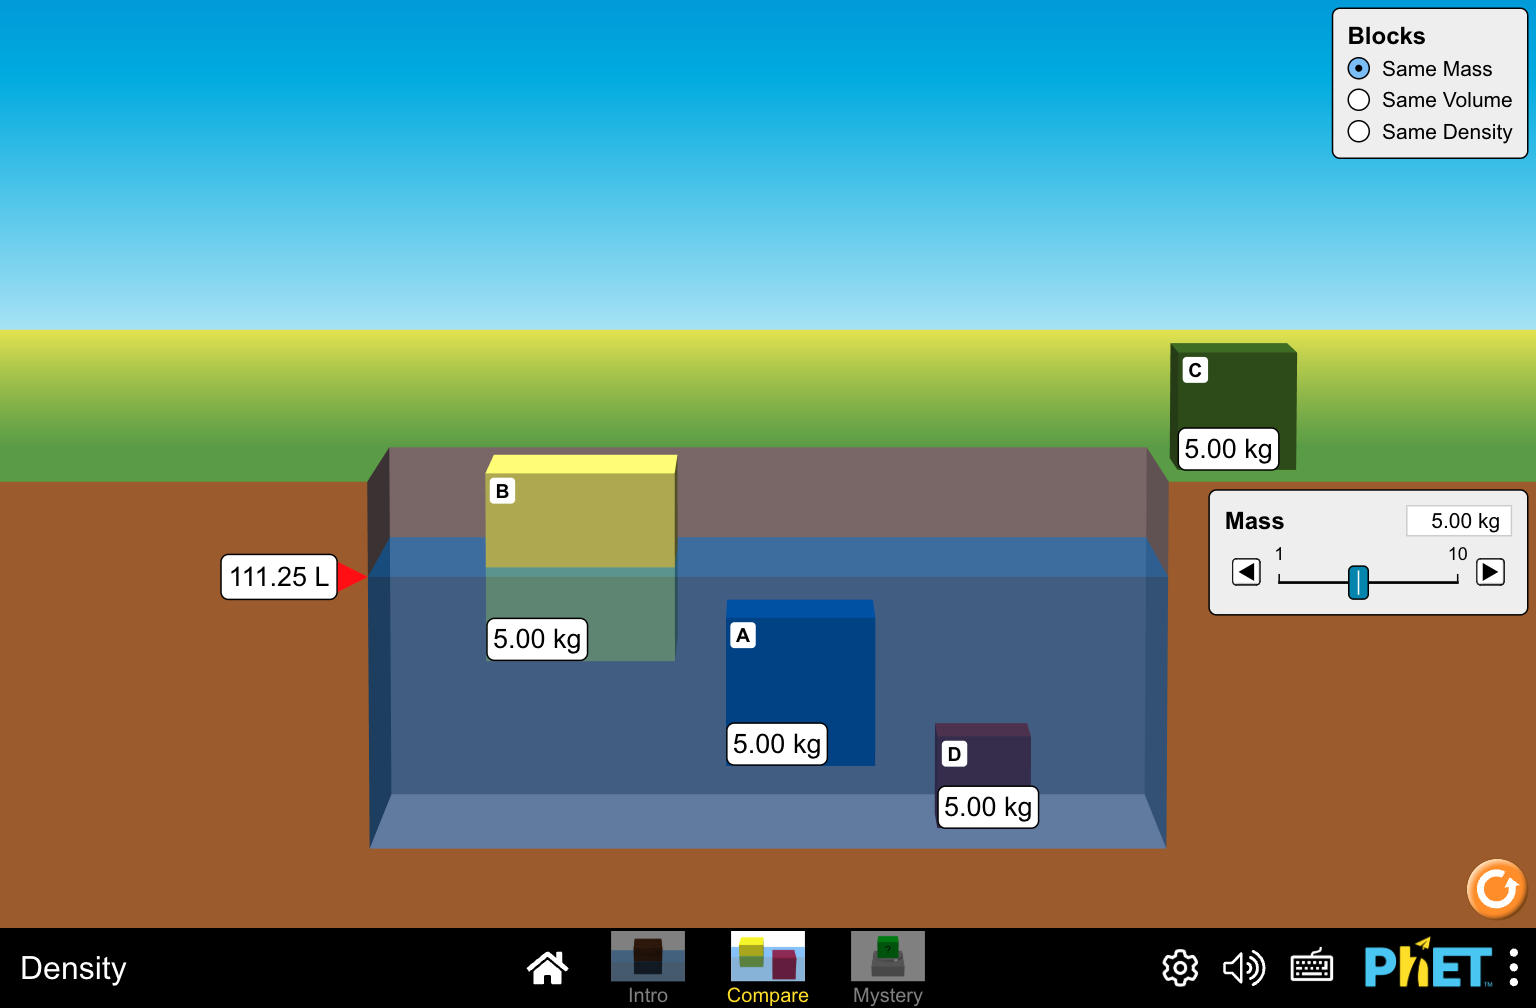 Blocks
Same Mass
Same Volume
Same Density
C
5.00 kg
B
5.00 kg
111.25 L
A
5.00 kg
D
5.00 kg
Mass
5.00 kg
1
10
Density
Intro
Compare
?
Mystery
PhET
TM